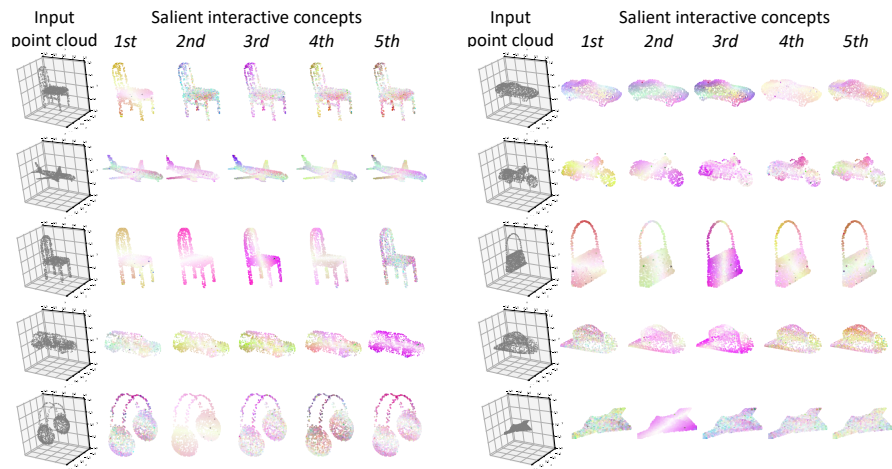 Input
point cloud
Salient interactive concepts
1st 2nd 3rd 4th 5th
Input
point cloud
Salient interactive concepts
1st 2nd 3rd 4th 5th